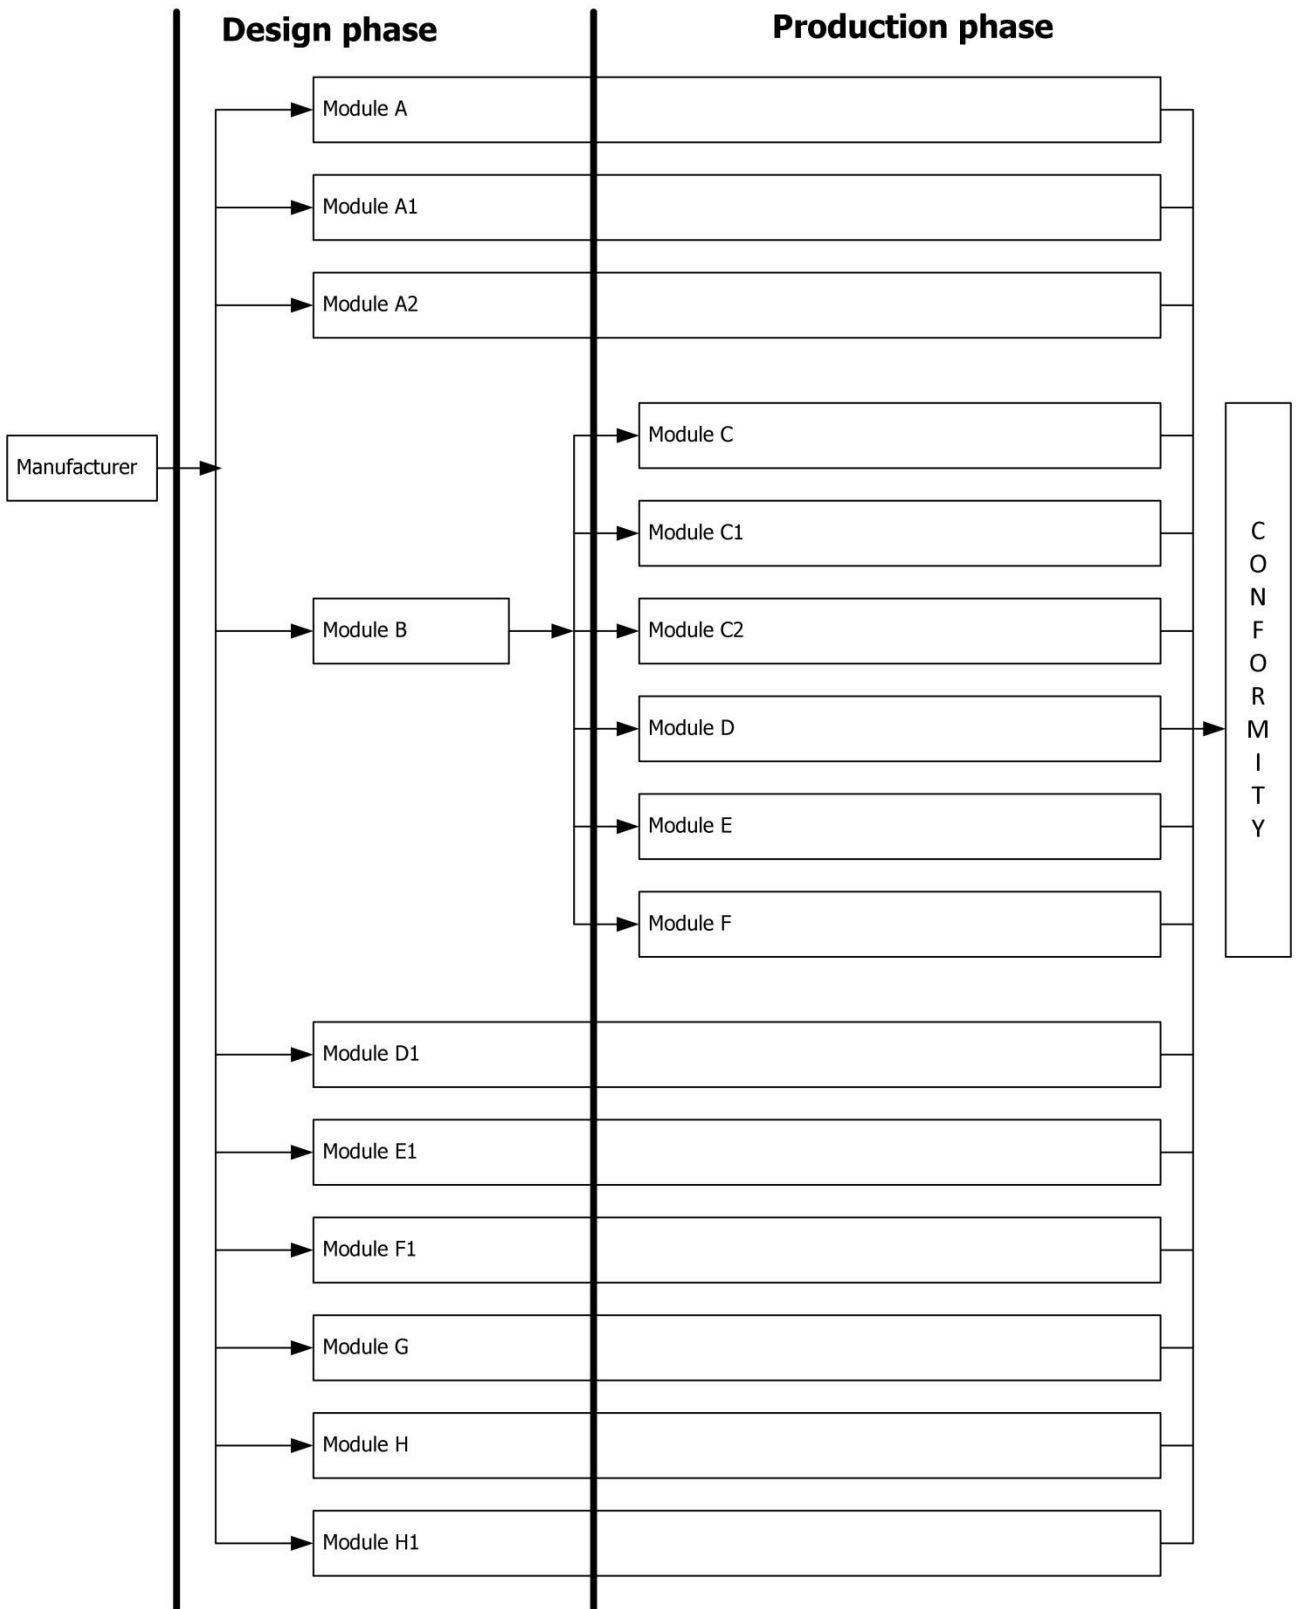 Design phase
Production phase
Module A
Module A1
Module A2
Manufacturer
Module C
Module C1
Module B
Module C2
Module D
Module E
Module F
C
O
N
F
O
R
M
I
T
Y
Module D1
Module E1
Module F1
Module G
Module H
Module H1